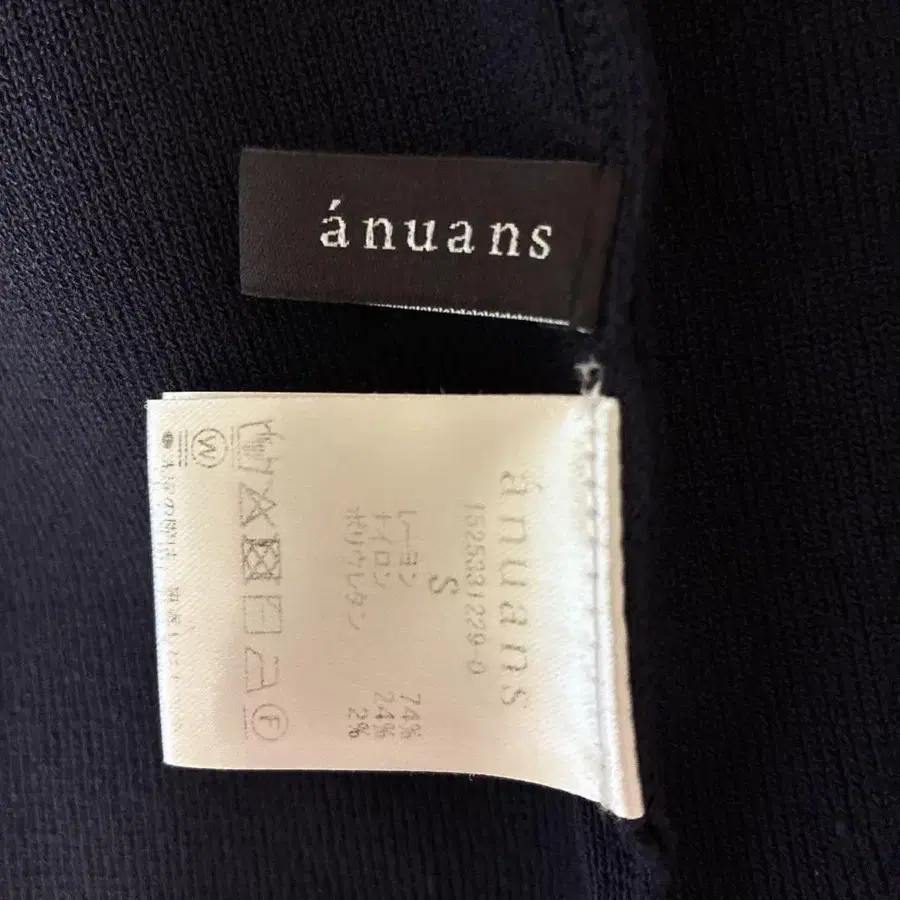 ánuans
ánuans
1525331229-0
S
レーヨン 74%
ナイロン 24%
ポリウレタン 2%
W
F